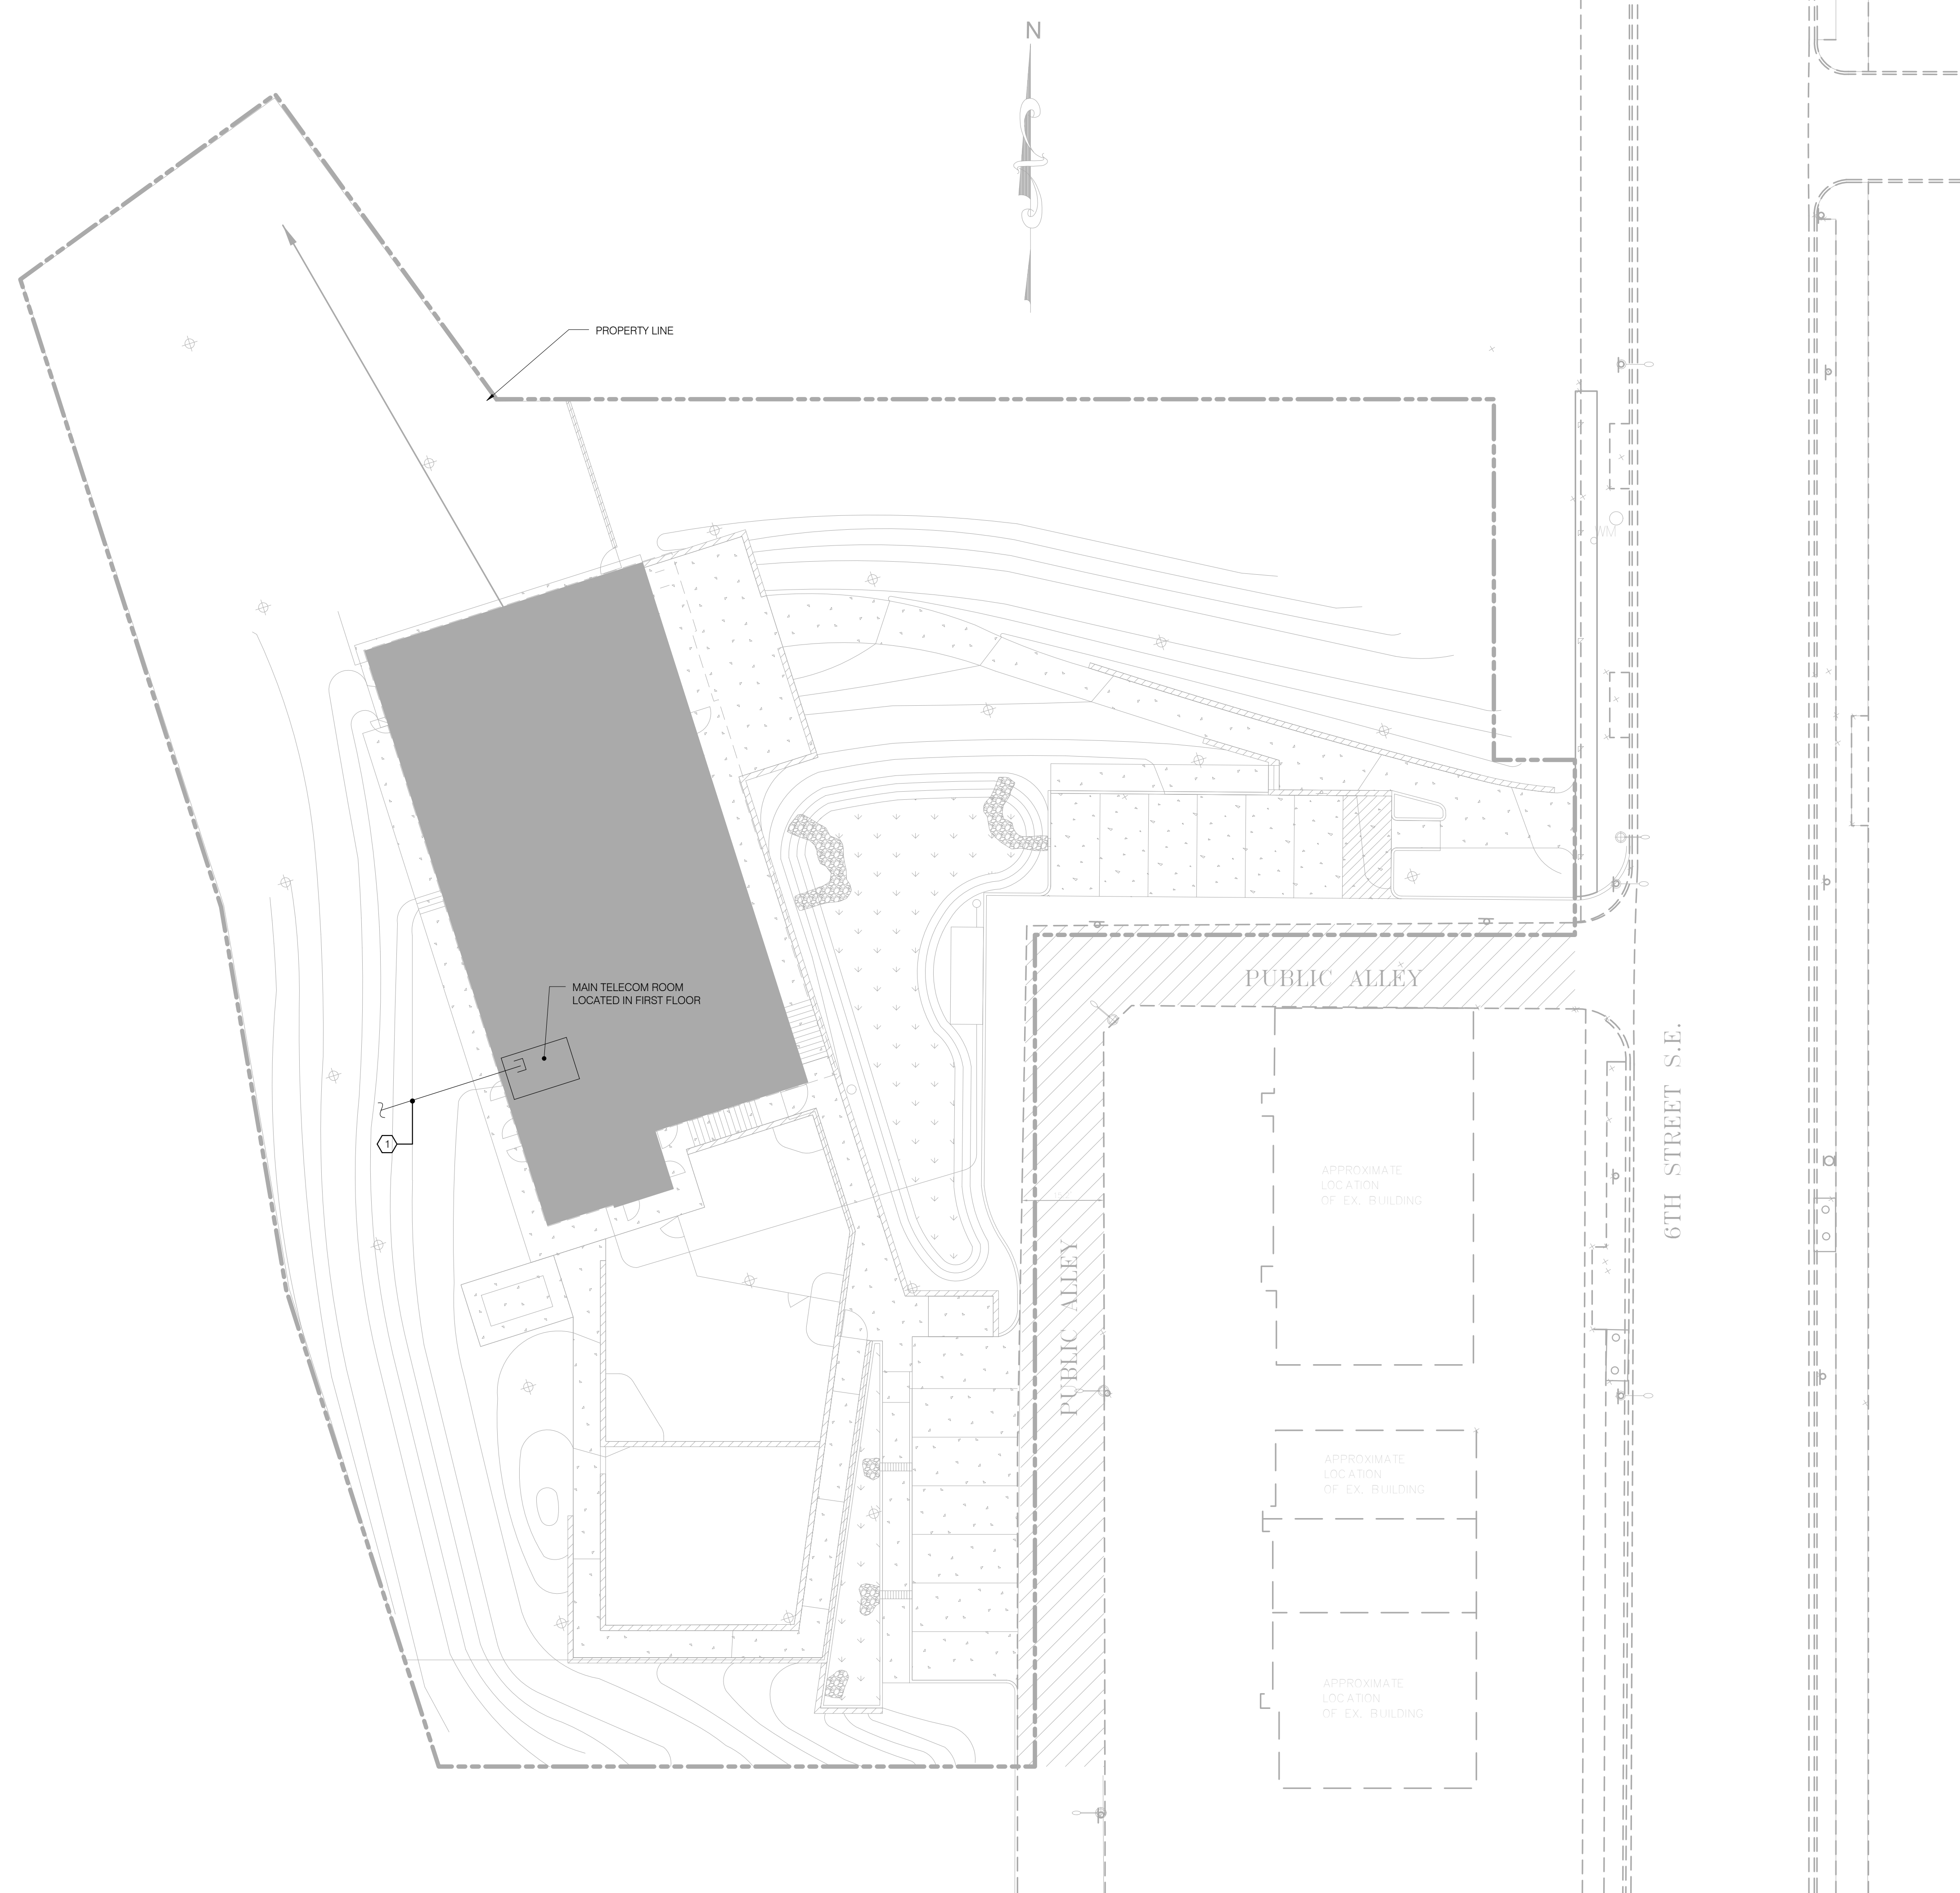 N
PROPERTY LINE
WM
MAIN TELECOM ROOM
LOCATED IN FIRST FLOOR
1
PUBLIC ALLEY
6TH STREET S.E.
APPROXIMATE
LOCATION
OF EX. BUILDING
PUBLIC ALLEY
APPROXIMATE
LOCATION
OF EX. BUILDING
APPROXIMATE
LOCATION
OF EX. BUILDING